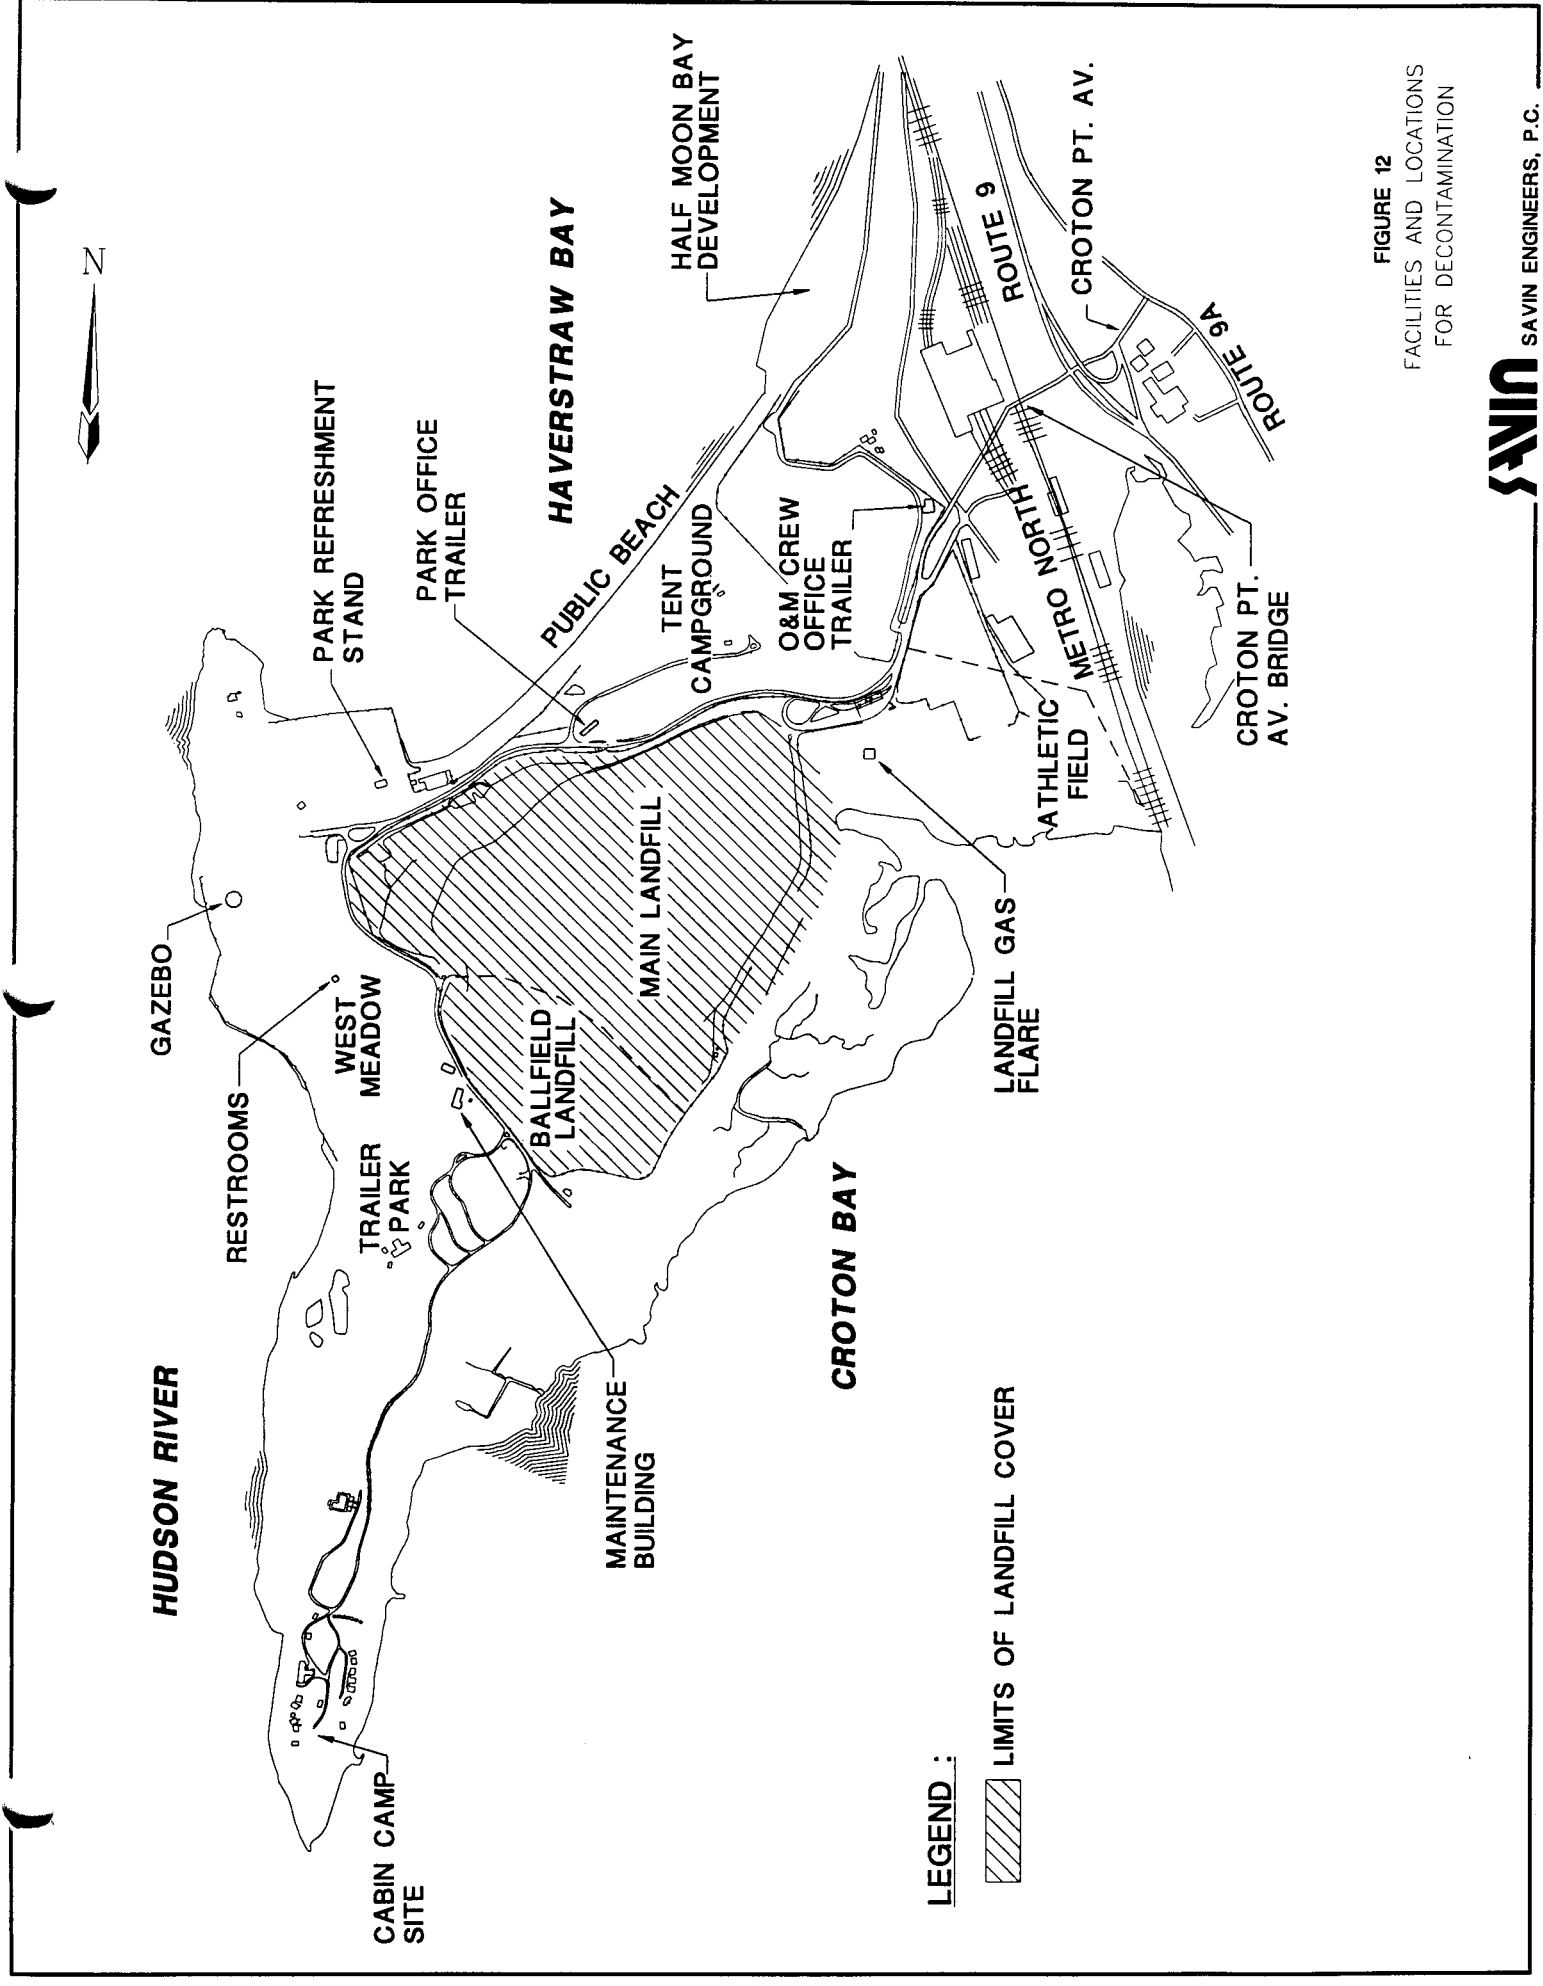 N
HUDSON RIVER
HAVERSTRAW BAY
CROTON BAY
CABIN CAMP
SITE
GAZEBO
RESTROOMS
WEST
MEADOW
TRAILER
PARK
MAINTENANCE
BUILDING
BALLFIELD
LANDFILL
MAIN LANDFILL
PARK REFRESHMENT
STAND
PARK OFFICE
TRAILER
PUBLIC BEACH
TENT
CAMPGROUND
O&M CREW
OFFICE
TRAILER
HALF MOON BAY
DEVELOPMENT
LANDFILL GAS
FLARE
ATHLETIC
FIELD
METRO NORTH
ROUTE 9
CROTON PT. AV.
ROUTE 9A
CROTON PT.
AV. BRIDGE
LEGEND :
LIMITS OF LANDFILL COVER
FIGURE 12
FACILITIES AND LOCATIONS
FOR DECONTAMINATION
SAVIN ENGINEERS, P.C.